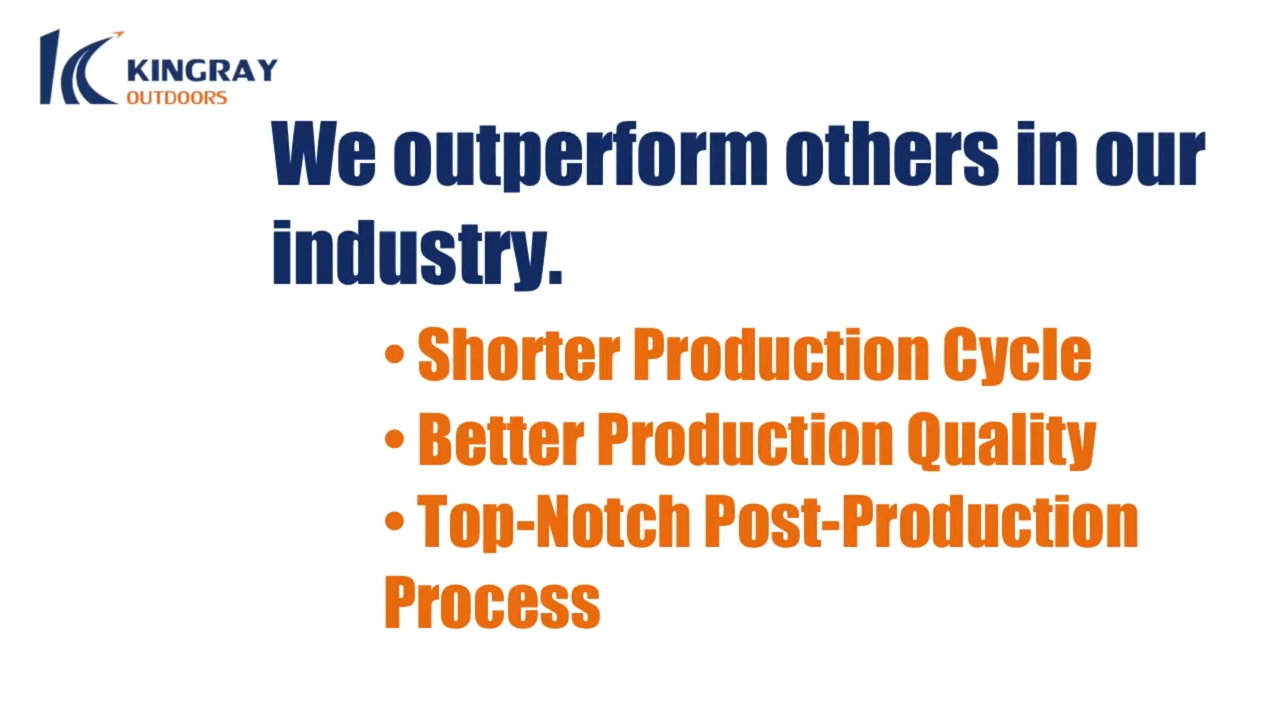 KINGRAY
OUTDOORS
We outperform others in our
industry.
• Shorter Production Cycle
• Better Production Quality
• Top-Notch Post-Production
Process